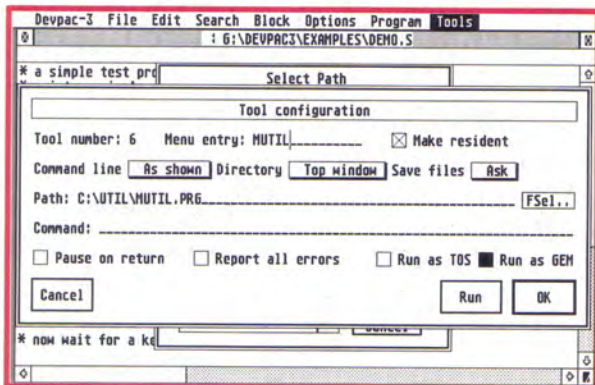 Devpac-3 File Edit Search Block Options Program Tools
: G:\DEVPAC3\EXAMPLES\DEMO.S
* a simple test pro
Select Path
Tool configuration
Tool number: 6 Menu entry: MUTIL Make resident
Command line As shown Directory Top window Save files Ask
Path: C:\UTIL\MUTIL.PRG FSel..
Command:
Pause on return Report all errors Run as TOS Run as GEM
Cancel Run OK
* now wait for a ke